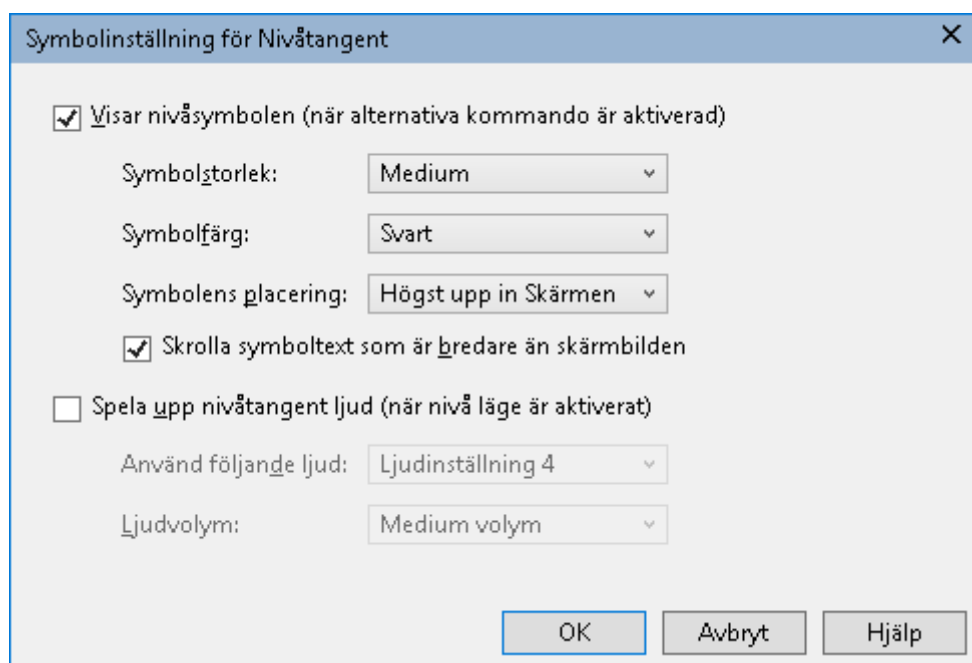 Symbolinställning för Nivåtangent
Visar nivåsymbolen (när alternativa kommando är aktiverad)
Symbolstorlek: Medium
Symbolfärg: Svart
Symbolens placering: Högst upp in Skärmen
Skrolla symboltext som är bredare än skärmbilden
Spela upp nivåtangent ljud (när nivå läge är aktiverat)
Använd följande ljud: Ljudinställning 4
Ljudvolym: Medium volym
OK Avbryt Hjälp